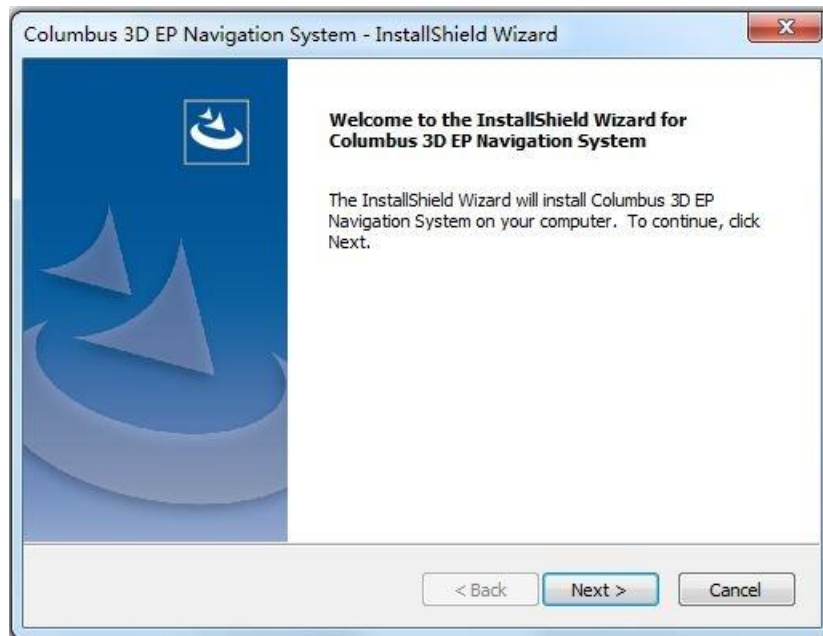 Columbus 3D EP Navigation System - InstallShield Wizard
Welcome to the InstallShield Wizard for
Columbus 3D EP Navigation System
The InstallShield Wizard will install Columbus 3D EP
Navigation System on your computer. To continue, click
Next.
< Back Next > Cancel